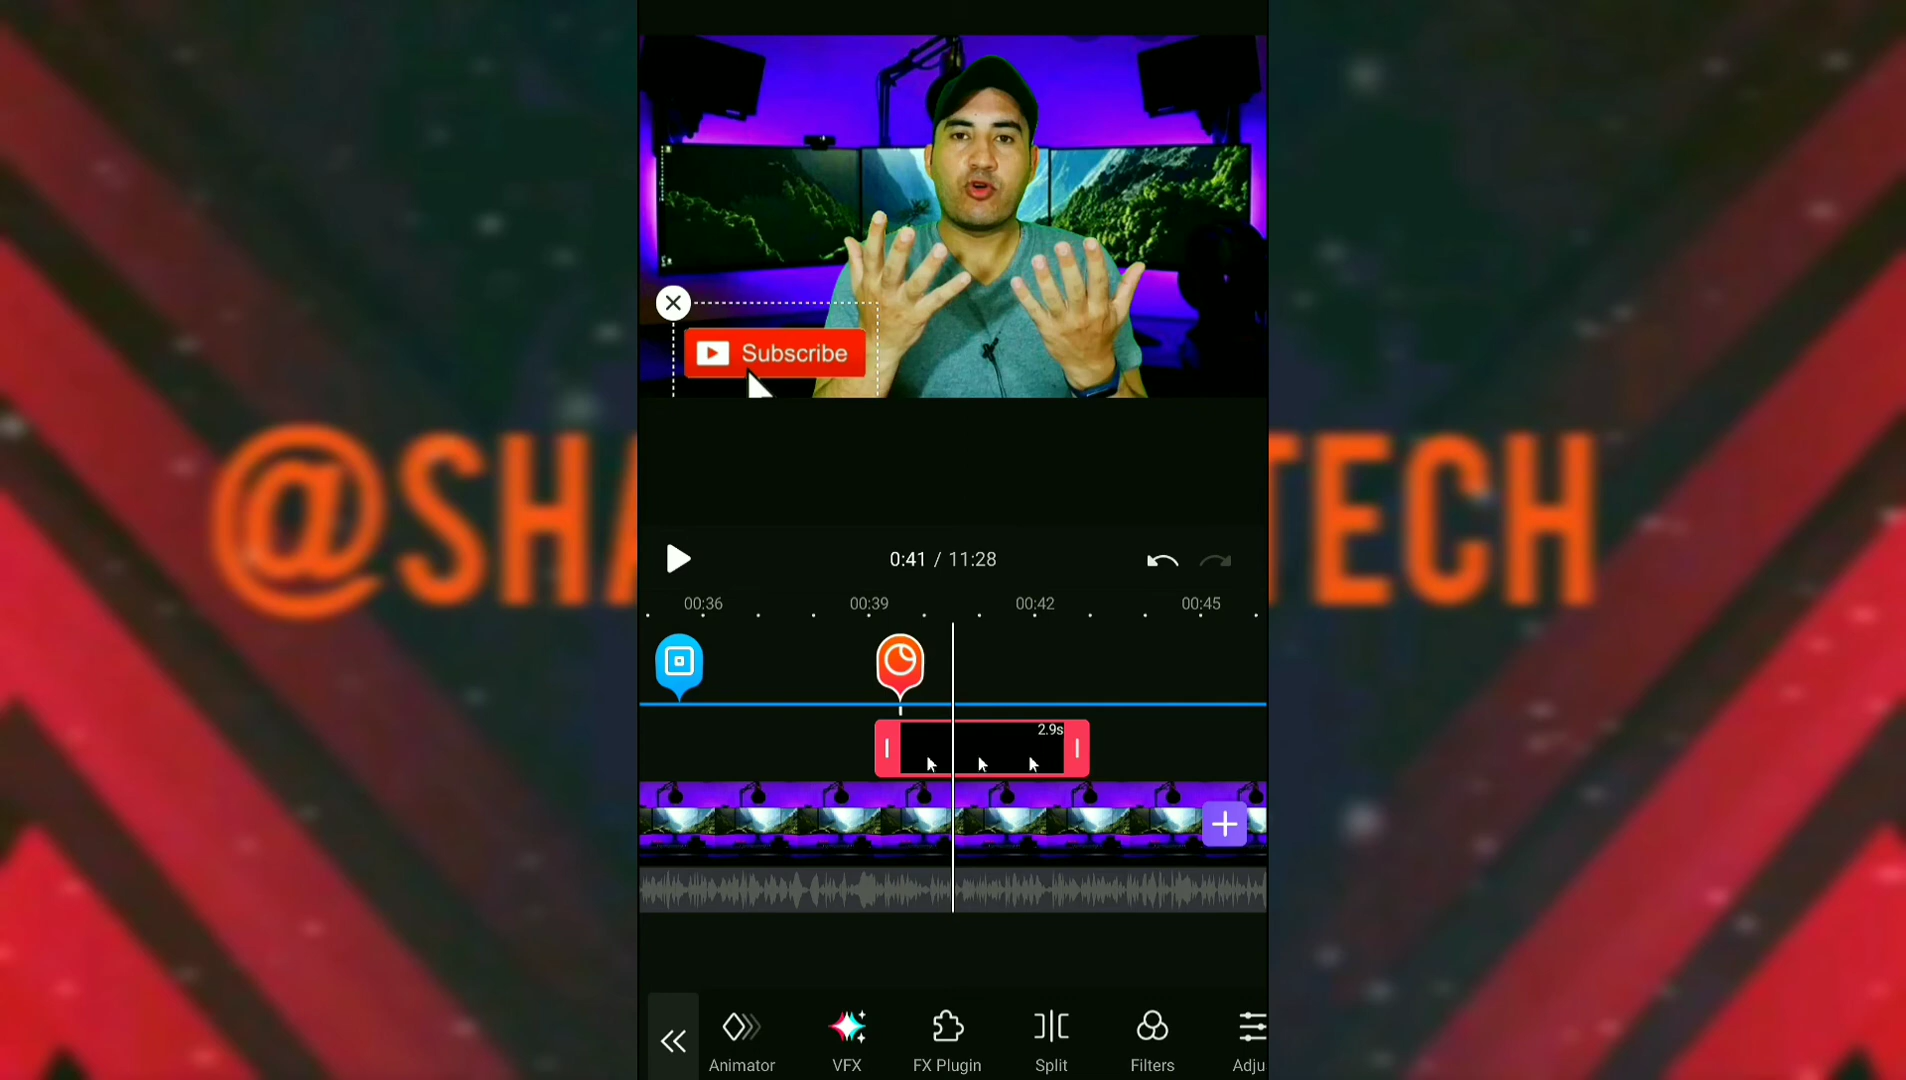 Subscribe
@SHA
TECH
0:41 / 11:28
00:36 00:39 00:42 00:45
2.9s
Animator VFX FX Plugin Split Filters Adju